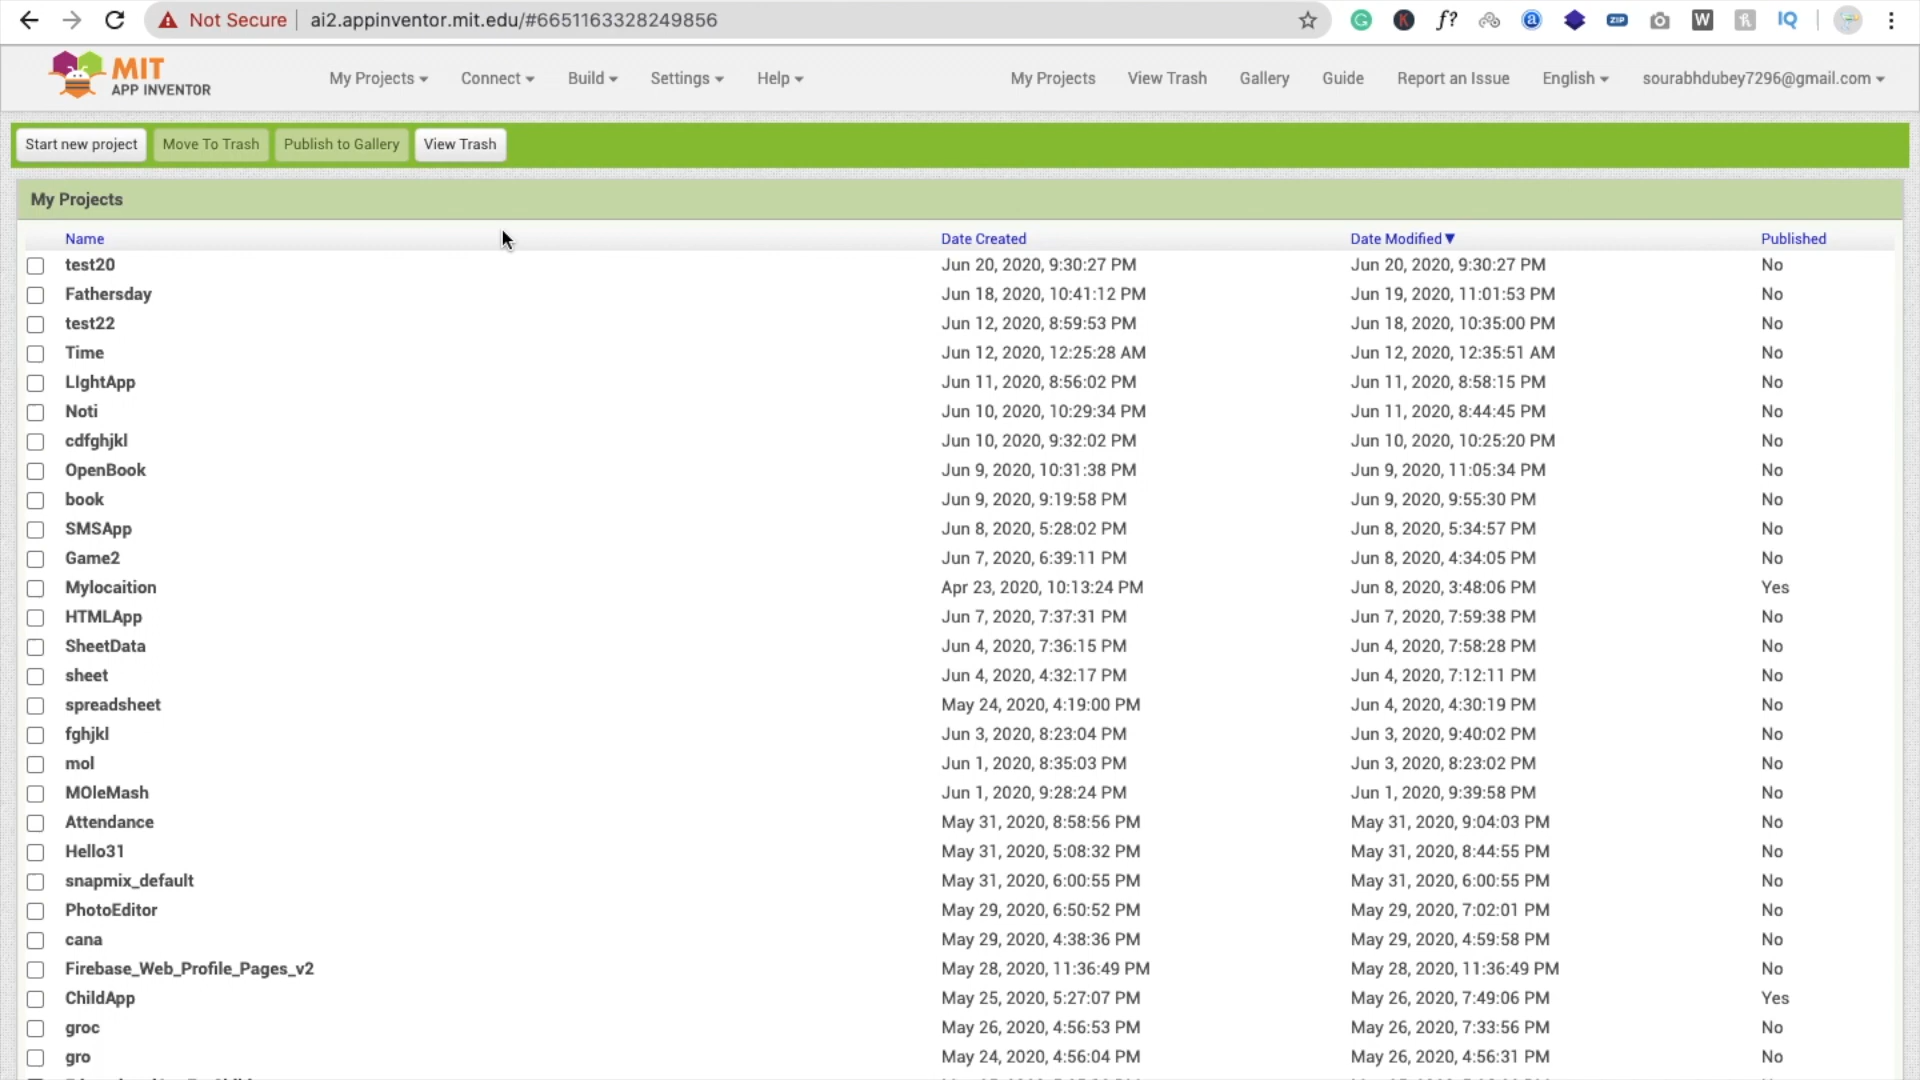 Not Secure ai2.appinventor.mit.edu/#6651163328249856
MIT
APP INVENTOR
My Projects Connect Build Settings Help My Projects View Trash Gallery Guide Report an Issue English sourabhdubey7296@gmail.com
Start new project Move To Trash Publish to Gallery View Trash
My Projects
Name Date Created Date Modified▼ Published
test20 Jun 20, 2020, 9:30:27 PM Jun 20, 2020, 9:30:27 PM No
Fathersday Jun 18, 2020, 10:41:12 PM Jun 19, 2020, 11:01:53 PM No
test22 Jun 12, 2020, 8:59:53 PM Jun 18, 2020, 10:35:00 PM No
Time Jun 12, 2020, 12:25:28 AM Jun 12, 2020, 12:35:51 AM No
LIghtApp Jun 11, 2020, 8:56:02 PM Jun 11, 2020, 8:58:15 PM No
Noti Jun 10, 2020, 10:29:34 PM Jun 11, 2020, 8:44:45 PM No
cdfghjkl Jun 10, 2020, 9:32:02 PM Jun 10, 2020, 10:25:20 PM No
OpenBook Jun 9, 2020, 10:31:38 PM Jun 9, 2020, 11:05:34 PM No
book Jun 9, 2020, 9:19:58 PM Jun 9, 2020, 9:55:30 PM No
SMSApp Jun 8, 2020, 5:28:02 PM Jun 8, 2020, 5:34:57 PM No
Game2 Jun 7, 2020, 6:39:11 PM Jun 8, 2020, 4:34:05 PM No
Mylocaition Apr 23, 2020, 10:13:24 PM Jun 8, 2020, 3:48:06 PM Yes
HTMLApp Jun 7, 2020, 7:37:31 PM Jun 7, 2020, 7:59:38 PM No
SheetData Jun 4, 2020, 7:36:15 PM Jun 4, 2020, 7:58:28 PM No
sheet Jun 4, 2020, 4:32:17 PM Jun 4, 2020, 7:12:11 PM No
spreadsheet May 24, 2020, 4:19:00 PM Jun 4, 2020, 4:30:19 PM No
fghjkl Jun 3, 2020, 8:23:04 PM Jun 3, 2020, 9:40:02 PM No
mol Jun 1, 2020, 8:35:03 PM Jun 3, 2020, 8:23:02 PM No
MOleMash Jun 1, 2020, 9:28:24 PM Jun 1, 2020, 9:39:58 PM No
Attendance May 31, 2020, 8:58:56 PM May 31, 2020, 9:04:03 PM No
Hello31 May 31, 2020, 5:08:32 PM May 31, 2020, 8:44:55 PM No
snapmix_default May 31, 2020, 6:00:55 PM May 31, 2020, 6:00:55 PM No
PhotoEditor May 29, 2020, 6:50:52 PM May 29, 2020, 7:02:01 PM No
cana May 29, 2020, 4:38:36 PM May 29, 2020, 4:59:58 PM No
Firebase_Web_Profile_Pages_v2 May 28, 2020, 11:36:49 PM May 28, 2020, 11:36:49 PM No
ChildApp May 25, 2020, 5:27:07 PM May 26, 2020, 7:49:06 PM Yes
groc May 26, 2020, 4:56:53 PM May 26, 2020, 7:33:56 PM No
gro May 24, 2020, 4:56:04 PM May 26, 2020, 4:56:31 PM No